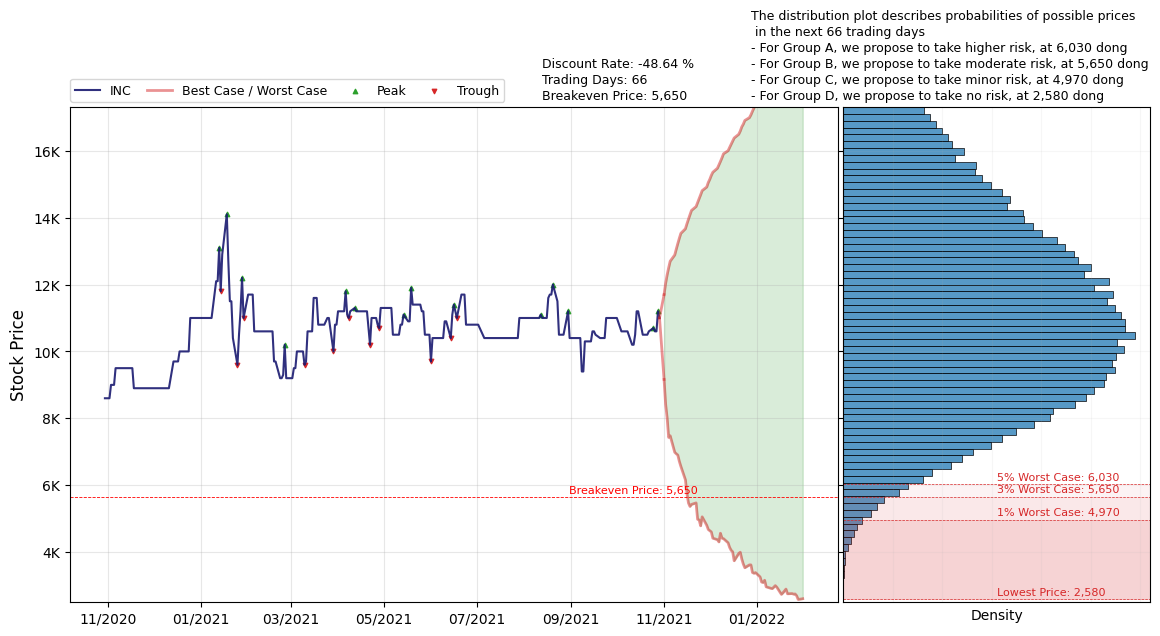 The distribution plot describes probabilities of possible prices
in the next 66 trading days
- For Group A, we propose to take higher risk, at 6,030 dong
- For Group B, we propose to take moderate risk, at 5,650 dong
- For Group C, we propose to take minor risk, at 4,970 dong
- For Group D, we propose to take no risk, at 2,580 dong
Discount Rate: -48.64 %
Trading Days: 66
Breakeven Price: 5,650
INC
Best Case / Worst Case
Peak
Trough
Stock Price
16K
14K
12K
10K
8K
6K
4K
Breakeven Price: 5,650
11/2020
01/2021
03/2021
05/2021
07/2021
09/2021
11/2021
01/2022
5% Worst Case: 6,030
3% Worst Case: 5,650
1% Worst Case: 4,970
Lowest Price: 2,580
Density